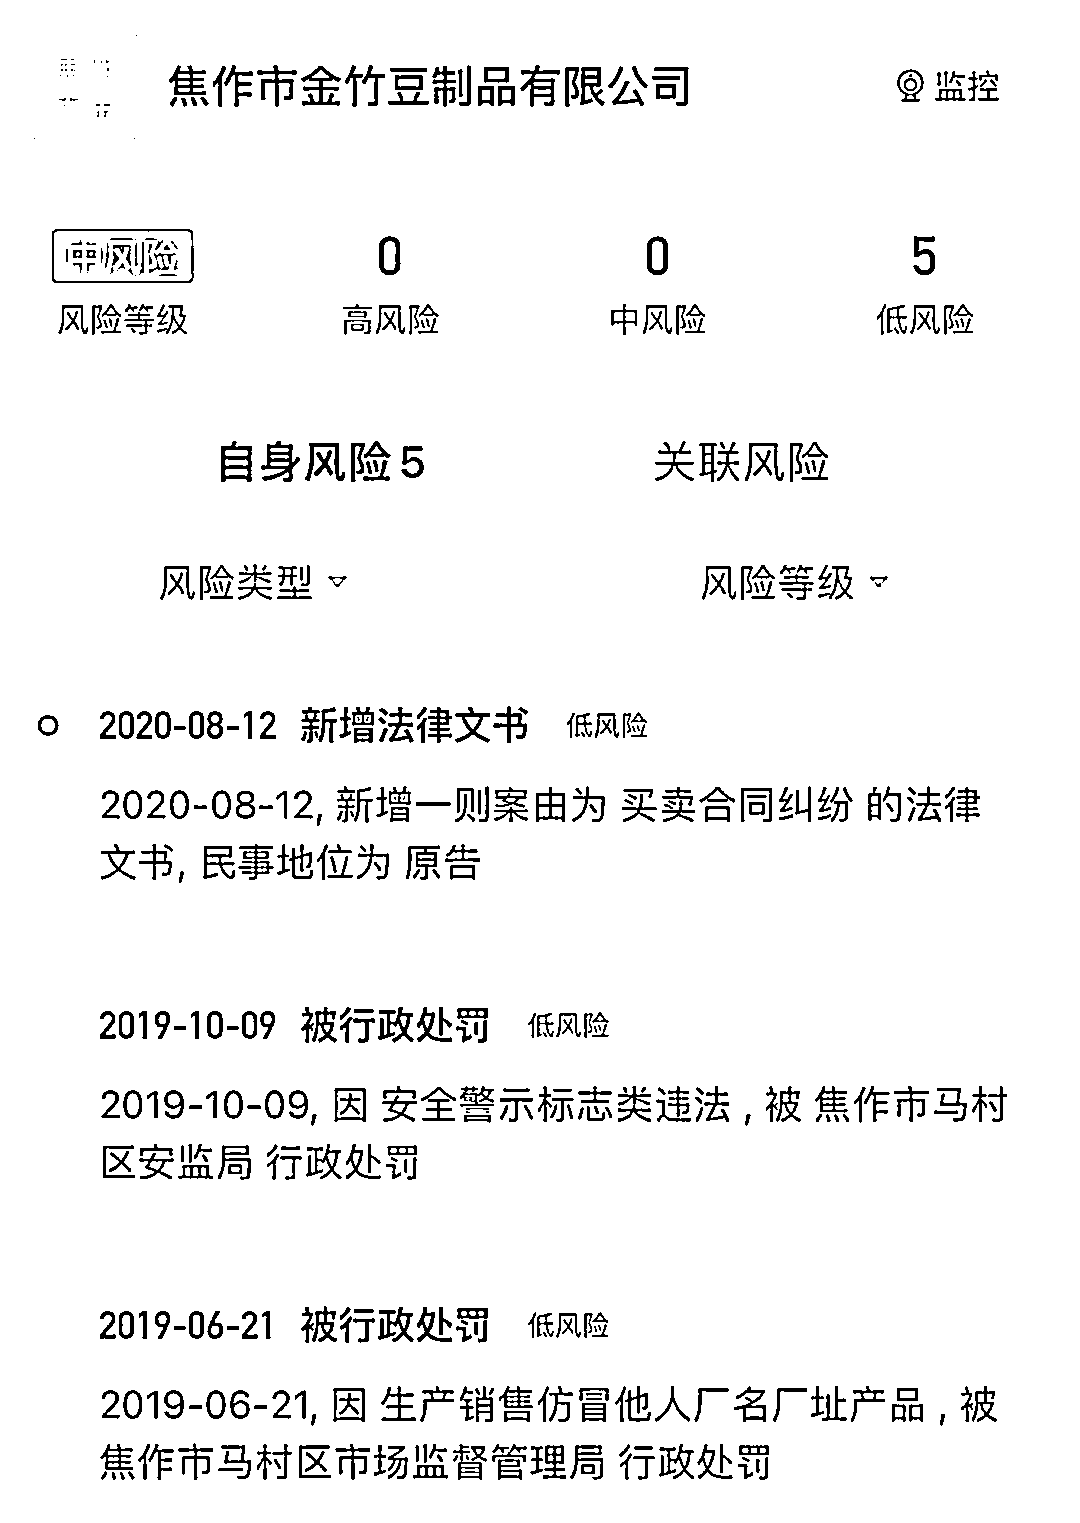 焦作市金竹豆制品有限公司 监控
中风险 0 0 5
风险等级 高风险 中风险 低风险
自身风险5 关联风险
风险类型 风险等级
2020-08-12 新增法律文书 低风险
2020-08-12, 新增一则案由为 买卖合同纠纷 的法律
文书, 民事地位为 原告
2019-10-09 被行政处罚 低风险
2019-10-09, 因 安全警示标志类违法 , 被 焦作市马村
区安监局 行政处罚
2019-06-21 被行政处罚 低风险
2019-06-21, 因 生产销售仿冒他人厂名厂址产品 , 被
焦作市马村区市场监督管理局 行政处罚